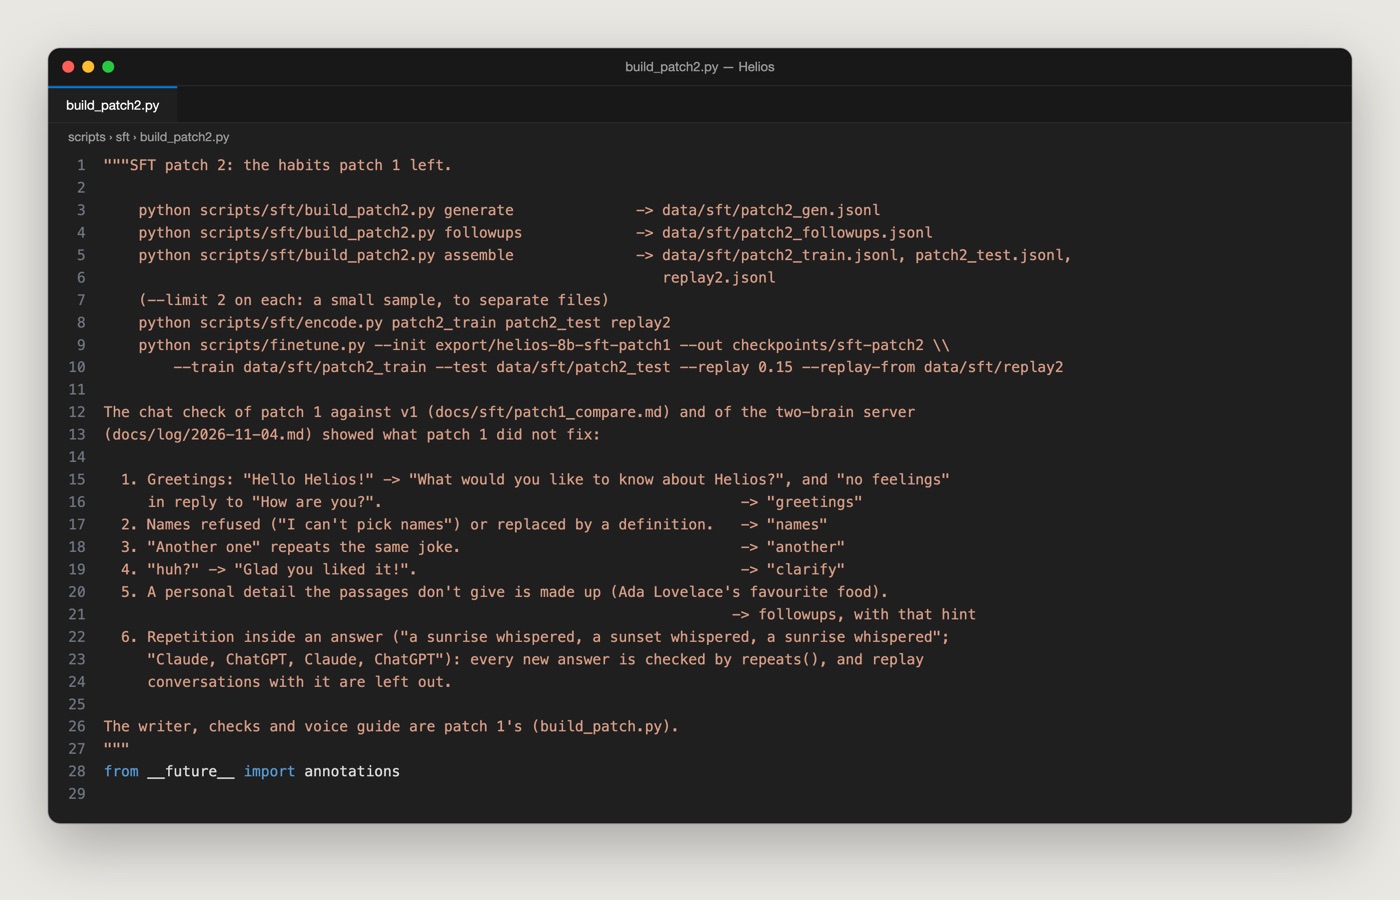 build_patch2.py — Helios
build_patch2.py
scripts › sft › build_patch2.py
1 """SFT patch 2: the habits patch 1 left.
2
3     python scripts/sft/build_patch2.py generate              -> data/sft/patch2_gen.jsonl
4     python scripts/sft/build_patch2.py followups             -> data/sft/patch2_followups.jsonl
5     python scripts/sft/build_patch2.py assemble              -> data/sft/patch2_train.jsonl, patch2_test.jsonl,
6                                                                 replay2.jsonl
7     (--limit 2 on each: a small sample, to separate files)
8     python scripts/sft/encode.py patch2_train patch2_test replay2
9     python scripts/finetune.py --init export/helios-8b-sft-patch1 --out checkpoints/sft-patch2 \\
10         --train data/sft/patch2_train --test data/sft/patch2_test --replay 0.15 --replay-from data/sft/replay2
11
12 The chat check of patch 1 against v1 (docs/sft/patch1_compare.md) and of the two-brain server
13 (docs/log/2026-11-04.md) showed what patch 1 did not fix:
14
15   1. Greetings: "Hello Helios!" -> "What would you like to know about Helios?", and "no feelings"
16      in reply to "How are you?".                                         -> "greetings"
17   2. Names refused ("I can't pick names") or replaced by a definition.   -> "names"
18   3. "Another one" repeats the same joke.                                -> "another"
19   4. "huh?" -> "Glad you liked it!".                                     -> "clarify"
20   5. A personal detail the passages don't give is made up (Ada Lovelace's favourite food).
21                                                                         -> followups, with that hint
22   6. Repetition inside an answer ("a sunrise whispered, a sunset whispered, a sunrise whispered";
23      "Claude, ChatGPT, Claude, ChatGPT"): every new answer is checked by repeats(), and replay
24      conversations with it are left out.
25
26 The writer, checks and voice guide are patch 1's (build_patch.py).
27 """
28 from __future__ import annotations
29